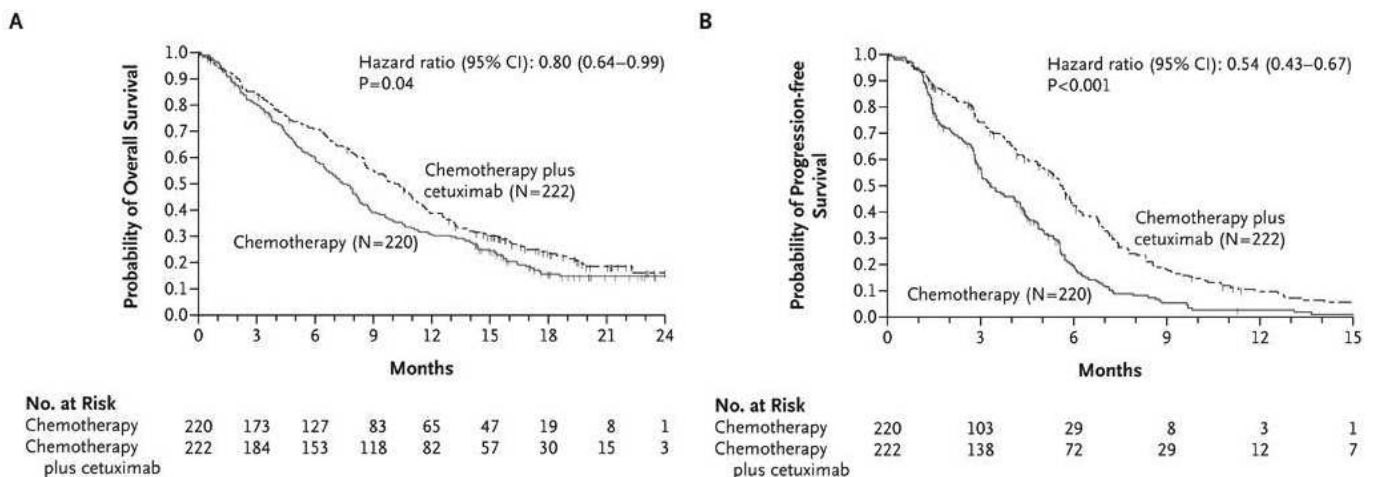 A
Hazard ratio (95% CI): 0.80 (0.64–0.99)
P=0.04
Probability of Overall Survival
1.0
0.9
0.8
0.7
0.6
0.5
0.4
0.3
0.2
0.1
0.0
Chemotherapy plus
cetuximab (N=222)
Chemotherapy (N=220)
0 3 6 9 12 15 18 21 24
Months
No. at Risk
Chemotherapy 220 173 127 83 65 47 19 8 1
Chemotherapy 222 184 153 118 82 57 30 15 3
plus cetuximab
B
Hazard ratio (95% CI): 0.54 (0.43–0.67)
P<0.001
Probability of Progression-free
Survival
1.0
0.9
0.8
0.7
0.6
0.5
0.4
0.3
0.2
0.1
0.0
Chemotherapy plus
cetuximab (N=222)
Chemotherapy (N=220)
0 3 6 9 12 15
Months
No. at Risk
Chemotherapy 220 103 29 8 3 1
Chemotherapy 222 138 72 29 12 7
plus cetuximab